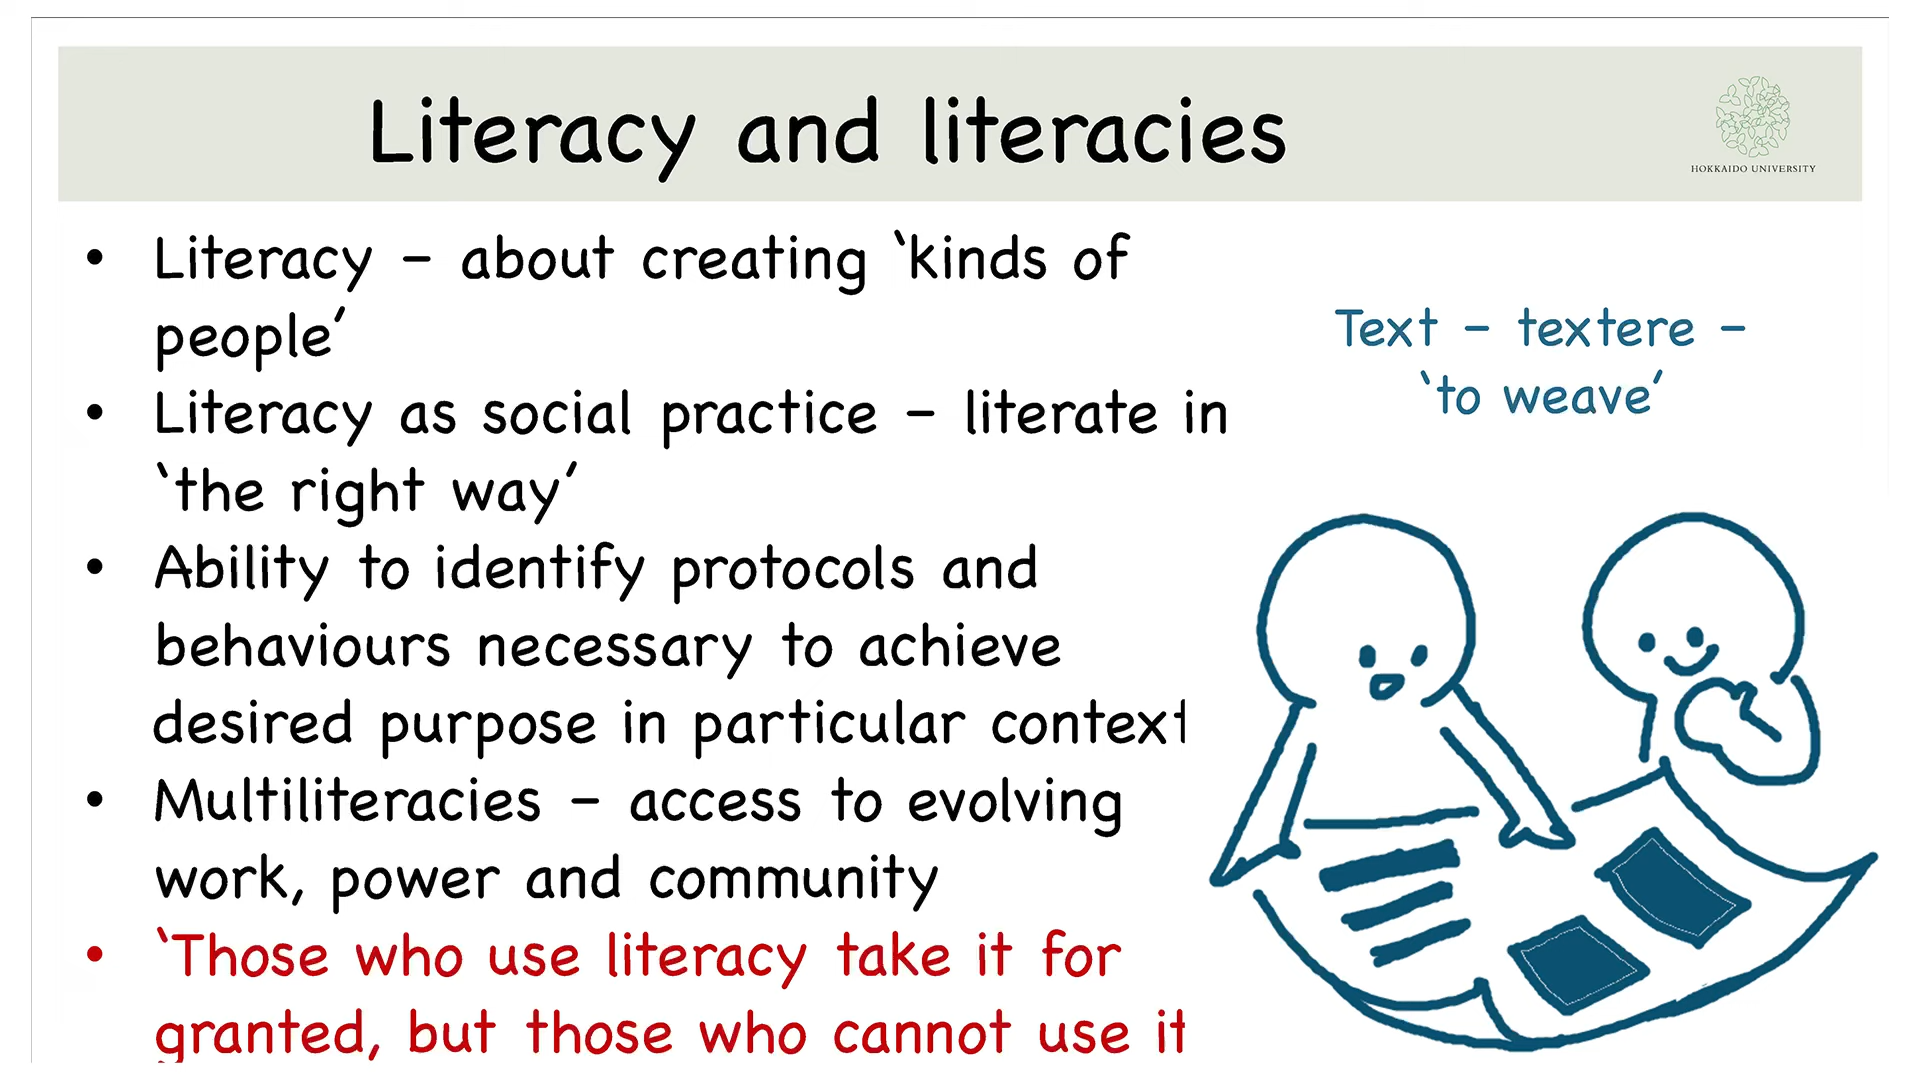 Literacy and literacies
HOKKAIDO UNIVERSITY
• Literacy – about creating ‘kinds of
people’
• Literacy as social practice – literate in
‘the right way’
• Ability to identify protocols and
behaviours necessary to achieve
desired purpose in particular context
• Multiliteracies – access to evolving
work, power and community
• ‘Those who use literacy take it for
granted, but those who cannot use it
Text – textere –
‘to weave’